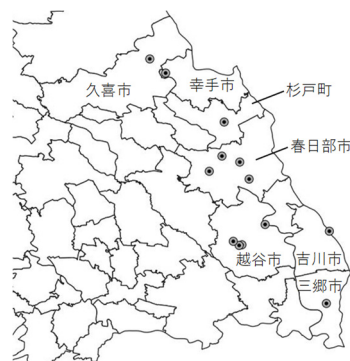 久喜市
幸手市
杉戸町
春日部市
越谷市
吉川市
三郷市